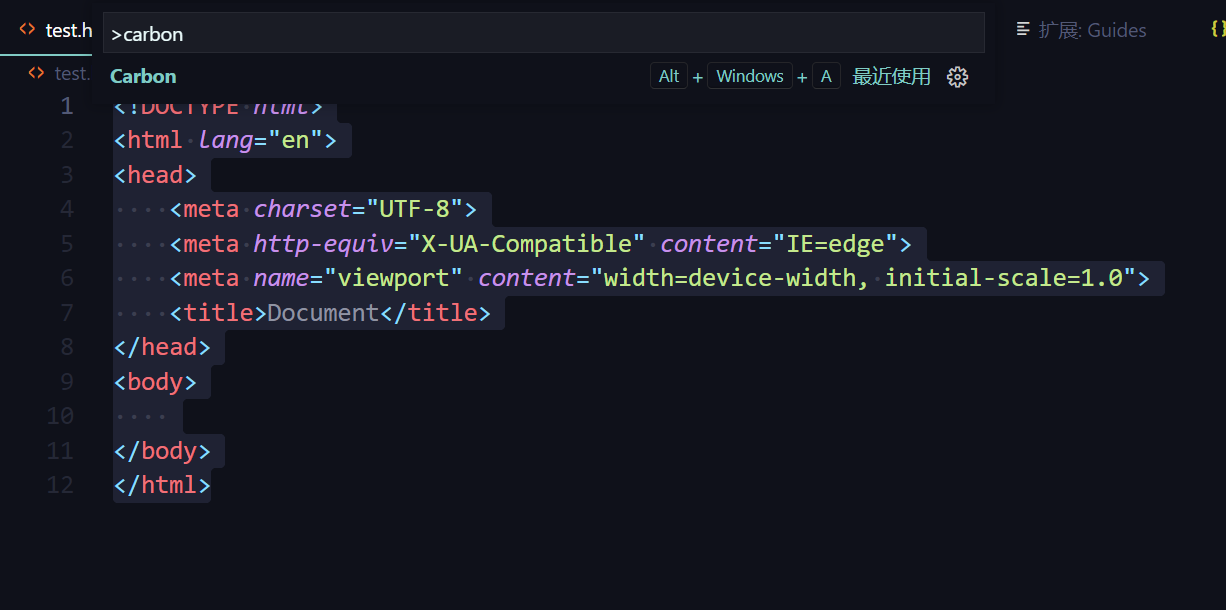 test.h
>carbon
扩展: Guides
{}
test.
Carbon
Alt + Windows + A 最近使用
1 <!DOCTYPE html>
2 <html lang="en">
3 <head>
4 <meta charset="UTF-8">
5 <meta http-equiv="X-UA-Compatible" content="IE=edge">
6 <meta name="viewport" content="width=device-width, initial-scale=1.0">
7 <title>Document</title>
8 </head>
9 <body>
10
11 </body>
12 </html>